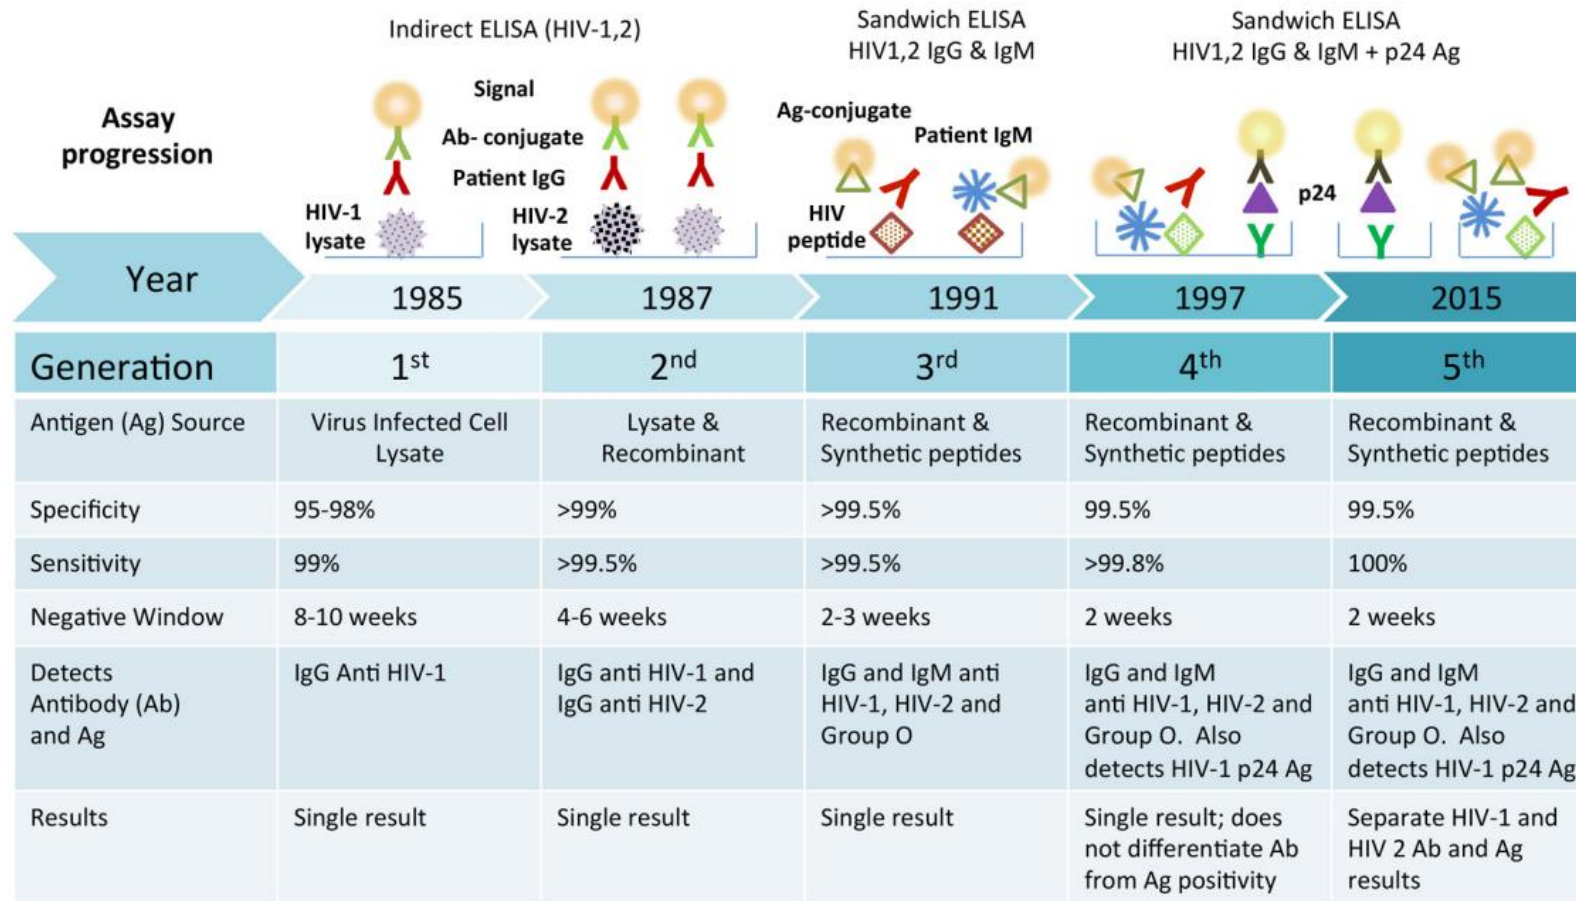 Indirect ELISA (HIV-1,2)
Sandwich ELISA
HIV1,2 IgG & IgM
Sandwich ELISA
HIV1,2 IgG & IgM + p24 Ag
Assay
progression
Signal
Ab- conjugate
Patient IgG
HIV-1
lysate
HIV-2
lysate
Ag-conjugate
Patient IgM
HIV
peptide
p24
Year
1985
1987
1991
1997
2015
Generation
1st
2nd
3rd
4th
5th
Antigen (Ag) Source
Virus Infected Cell
Lysate
Lysate &
Recombinant
Recombinant &
Synthetic peptides
Recombinant &
Synthetic peptides
Recombinant &
Synthetic peptides
Specificity
95-98%
>99%
>99.5%
99.5%
99.5%
Sensitivity
99%
>99.5%
>99.5%
>99.8%
100%
Negative Window
8-10 weeks
4-6 weeks
2-3 weeks
2 weeks
2 weeks
Detects
Antibody (Ab)
and Ag
IgG Anti HIV-1
IgG anti HIV-1 and
IgG anti HIV-2
IgG and IgM anti
HIV-1, HIV-2 and
Group O
IgG and IgM
anti HIV-1, HIV-2 and
Group O. Also
detects HIV-1 p24 Ag
IgG and IgM
anti HIV-1, HIV-2 and
Group O. Also
detects HIV-1 p24 Ag
Results
Single result
Single result
Single result
Single result; does
not differentiate Ab
from Ag positivity
Separate HIV-1 and
HIV 2 Ab and Ag
results